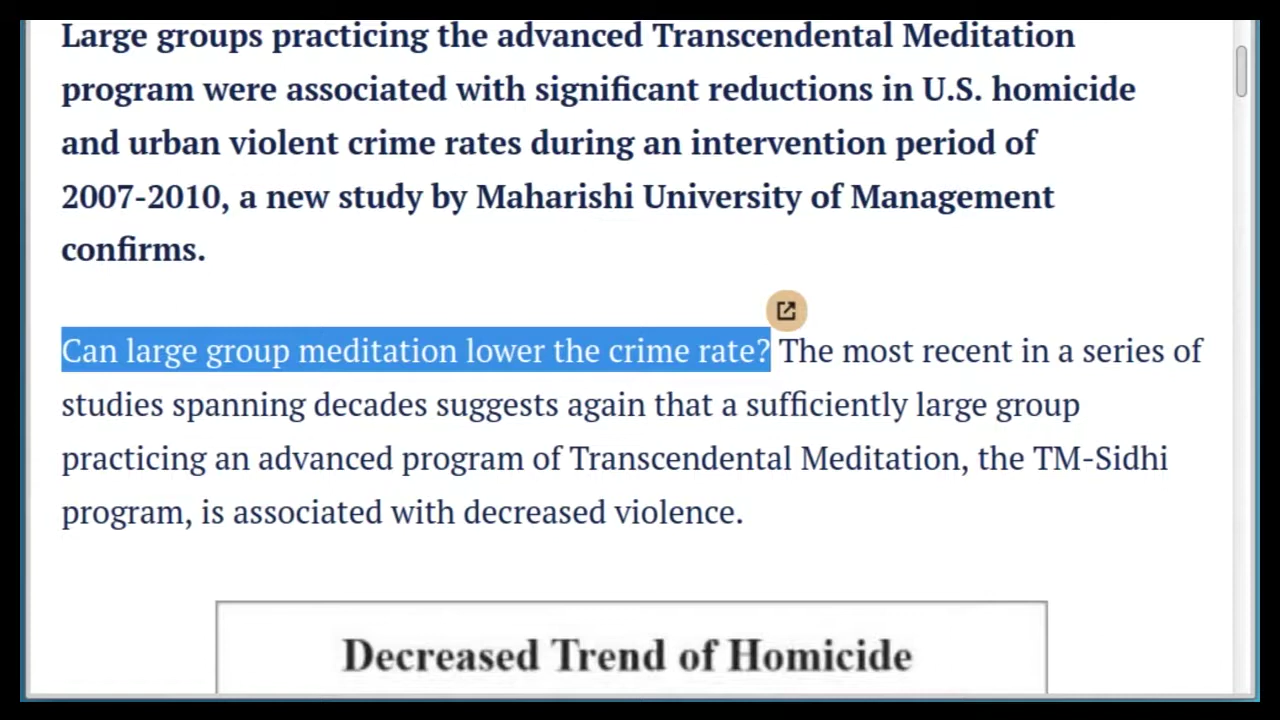 Large groups practicing the advanced Transcendental Meditation
program were associated with significant reductions in U.S. homicide
and urban violent crime rates during an intervention period of
2007-2010, a new study by Maharishi University of Management
confirms.
Can large group meditation lower the crime rate? The most recent in a series of
studies spanning decades suggests again that a sufficiently large group
practicing an advanced program of Transcendental Meditation, the TM-Sidhi
program, is associated with decreased violence.
Decreased Trend of Homicide